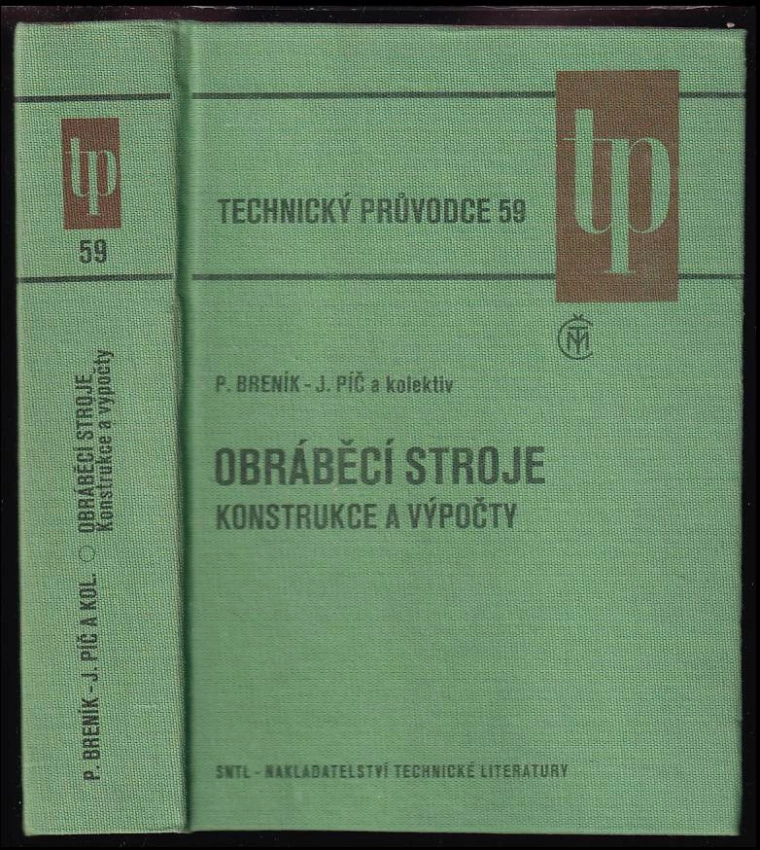 tp
59
P. BRENÍK - J. PÍČ A KOL. ○ OBRÁBĚCÍ STROJE
Konstrukce a výpočty
tp
TECHNICKÝ PRŮVODCE 59
ČTM
P. BRENÍK - J. PÍČ a kolektiv
OBRÁBĚCÍ STROJE
KONSTRUKCE A VÝPOČTY
SNTL - NAKLADATELSTVÍ TECHNICKÉ LITERATURY